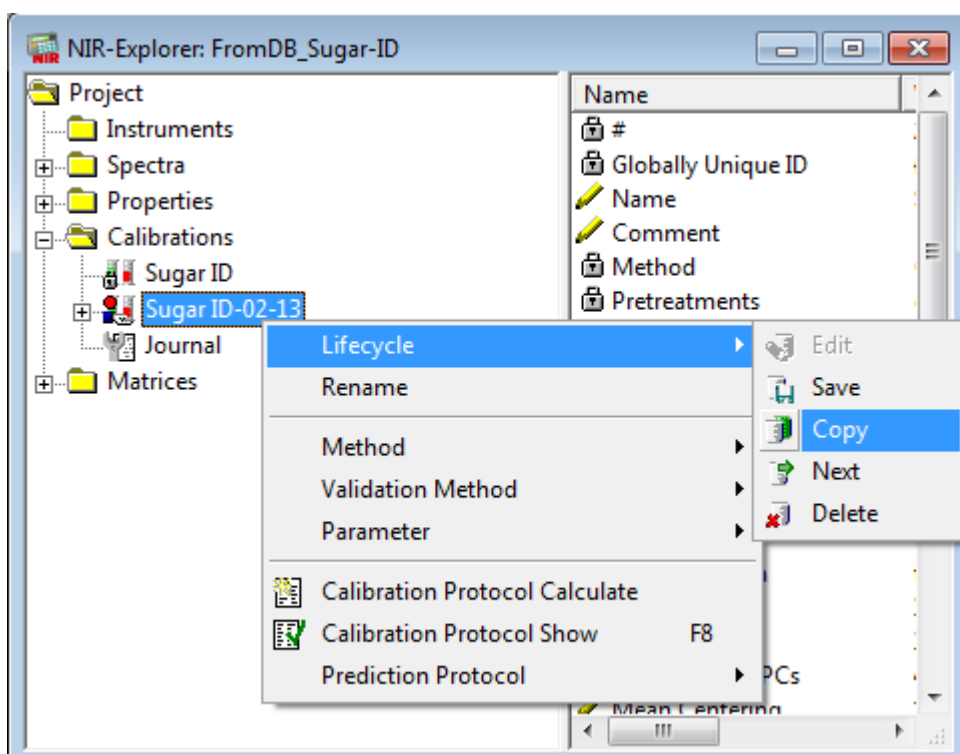 NIR-Explorer: FromDB_Sugar-ID
Project
Instruments
Spectra
Properties
Calibrations
Sugar ID
Sugar ID-02-13
Journal
Matrices
Name
#
Globally Unique ID
Name
Comment
Method
Pretreatments
Lifecycle
Rename
Method
Validation Method
Parameter
Calibration Protocol Calculate
Calibration Protocol Show F8
Prediction Protocol
Edit
Save
Copy
Next
Delete
PCs
Mean Centering